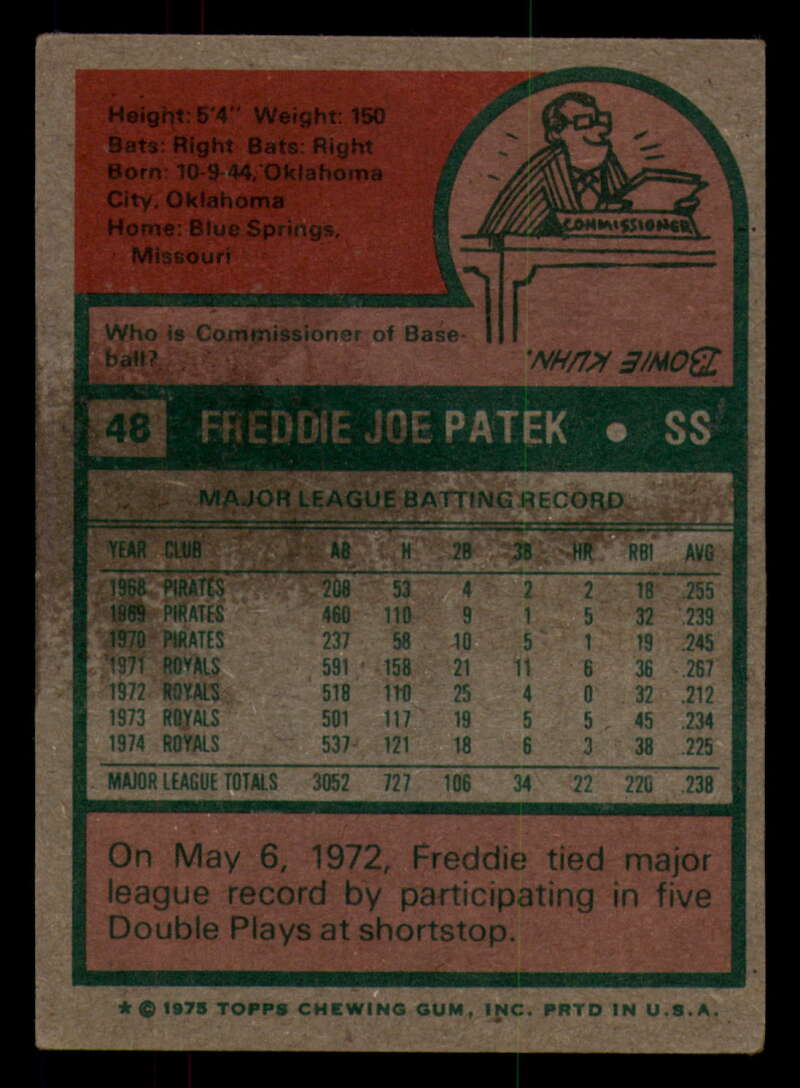 Height: 5'4" Weight: 150
Bats: Right Bats: Right
Born: 10-9-44, Oklahoma
City, Oklahoma
Home: Blue Springs,
Missouri
COMMISSIONER
Who is Commissioner of Base-
ball?
BOWIE KUHN.
48 FREDDIE JOE PATEK • SS
MAJOR LEAGUE BATTING RECORD
YEAR CLUB AB H 2B 3B HR RBI AVG
1968 PIRATES 208 53 4 2 2 18 .255
1969 PIRATES 460 110 9 1 5 32 .239
1970 PIRATES 237 58 10 5 1 19 .245
1971 ROYALS 591 158 21 11 6 36 .267
1972 ROYALS 518 110 25 4 0 32 .212
1973 ROYALS 501 117 19 5 5 45 .234
1974 ROYALS 537 121 18 6 3 38 .225
MAJOR LEAGUE TOTALS 3052 727 106 34 22 220 .238
On May 6, 1972, Freddie tied major
league record by participating in five
Double Plays at shortstop.
* © 1975 TOPPS CHEWING GUM, INC. PRTD IN U.S.A.